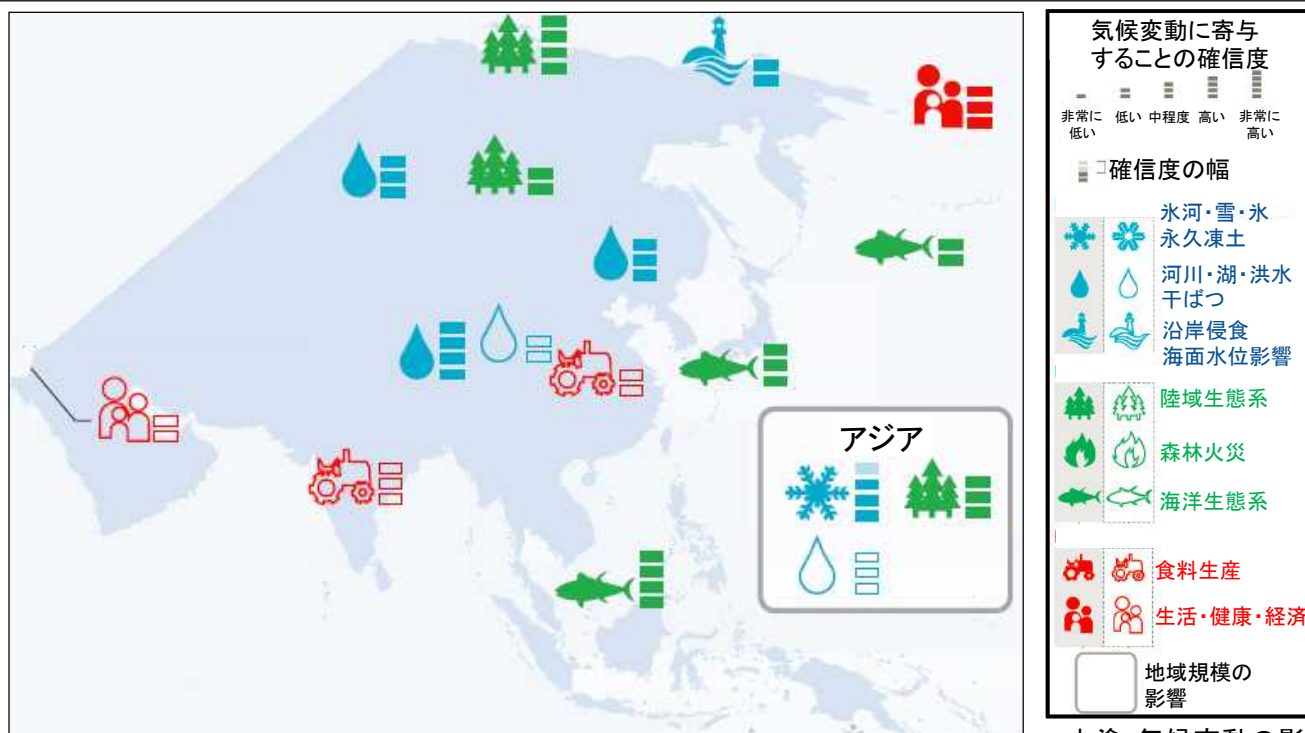 アジア
気候変動に寄与
することの確信度
非常に
低い
低い
中程度
高い
非常に
高い
確信度の幅
氷河・雪・氷
永久凍土
河川・湖・洪水
干ばつ
沿岸侵食
海面水位影響
陸域生態系
森林火災
海洋生態系
食料生産
生活・健康・経済
地域規模の
影響